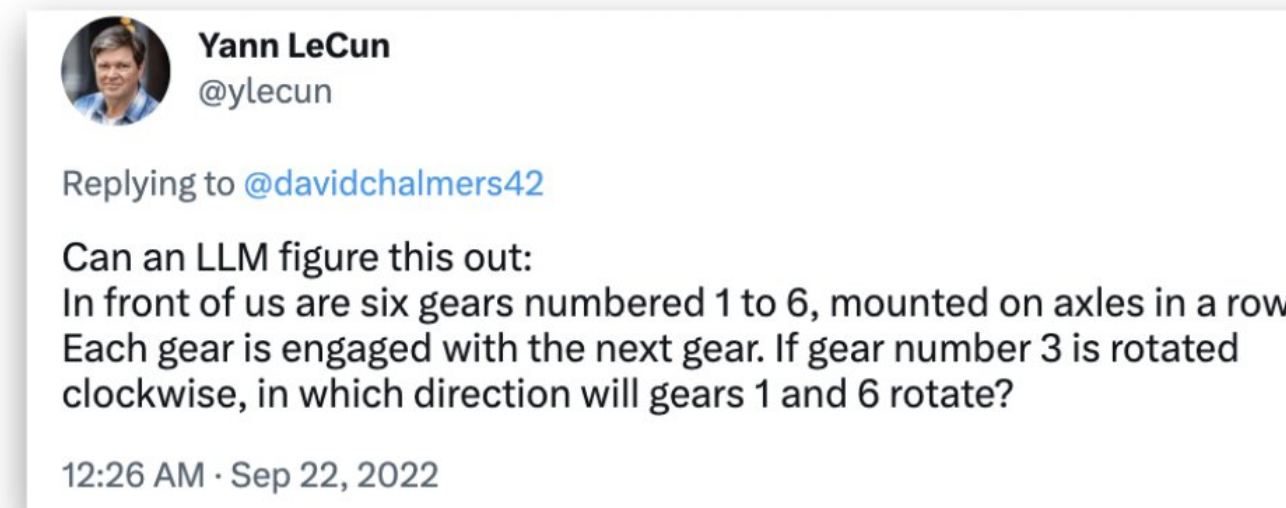 Yann LeCun
@ylecun
Replying to @davidchalmers42
Can an LLM figure this out:
In front of us are six gears numbered 1 to 6, mounted on axles in a row
Each gear is engaged with the next gear. If gear number 3 is rotated
clockwise, in which direction will gears 1 and 6 rotate?
12:26 AM · Sep 22, 2022